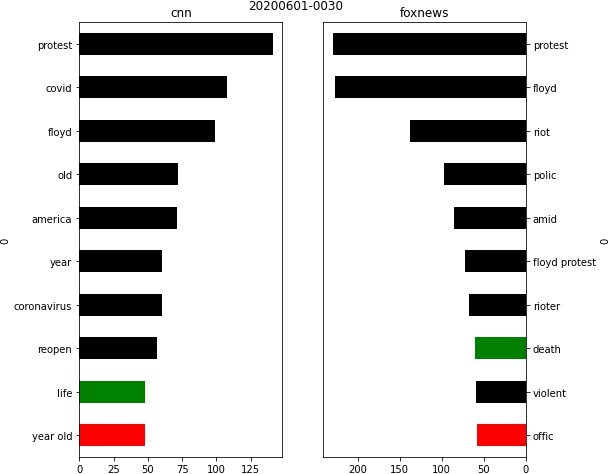 20200601-0030
cnn
foxnews
protest
covid
floyd
old
america
year
coronavirus
reopen
life
year old
0
0 25 50 75 100 125
protest
floyd
riot
polic
amid
floyd protest
rioter
death
violent
offic
0
200 150 100 50 0